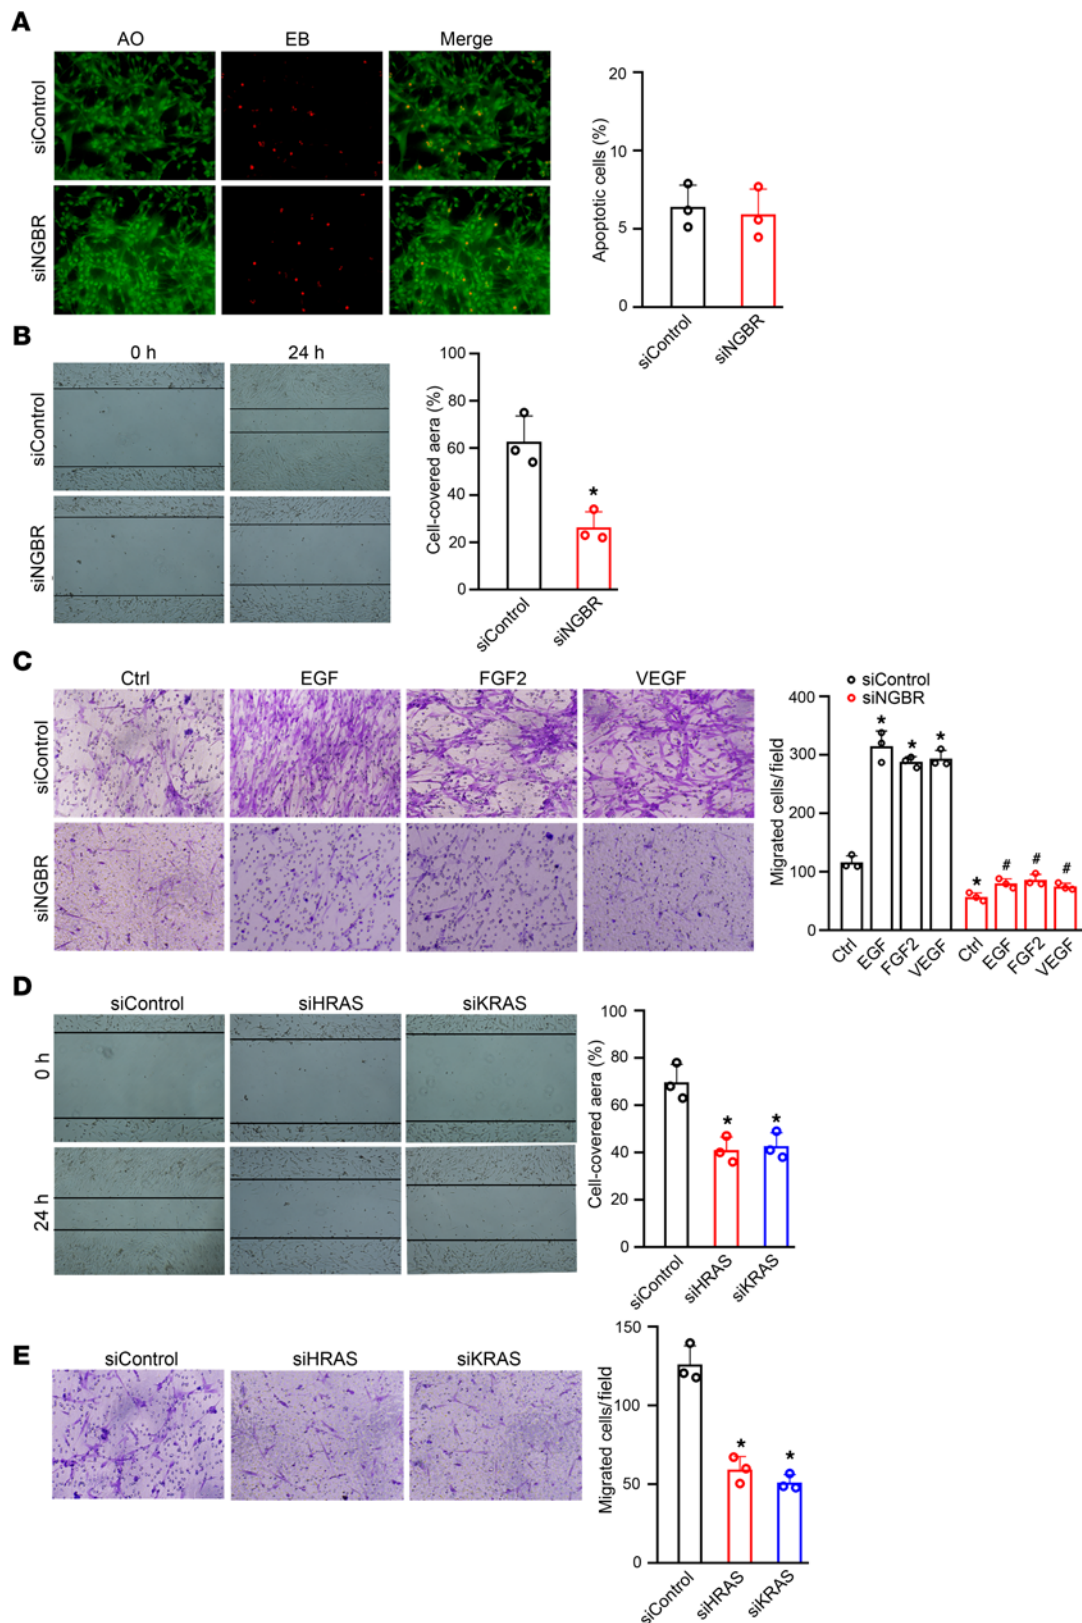 A
AO EB Merge
siControl
siNGBR
Apoptotic cells (%)
20
10
5
0
siControl
siNGBR
B
0 h 24 h
siControl
siNGBR
Cell-covered aera (%)
100
80
60
40
20
0
*
siControl
siNGBR
C
Ctrl EGF FGF2 VEGF
siControl
siNGBR
siControl
siNGBR
Migrated cells/field
400
300
200
100
0
* * *
* # # #
Ctrl EGF FGF2 VEGF Ctrl EGF FGF2 VEGF
D
siControl siHRAS siKRAS
0 h
24 h
Cell-covered aera (%)
100
80
60
40
20
0
* *
siControl
siHRAS
siKRAS
E
siControl siHRAS siKRAS
Migrated cells/field
150
100
50
0
* *
siControl
siHRAS
siKRAS